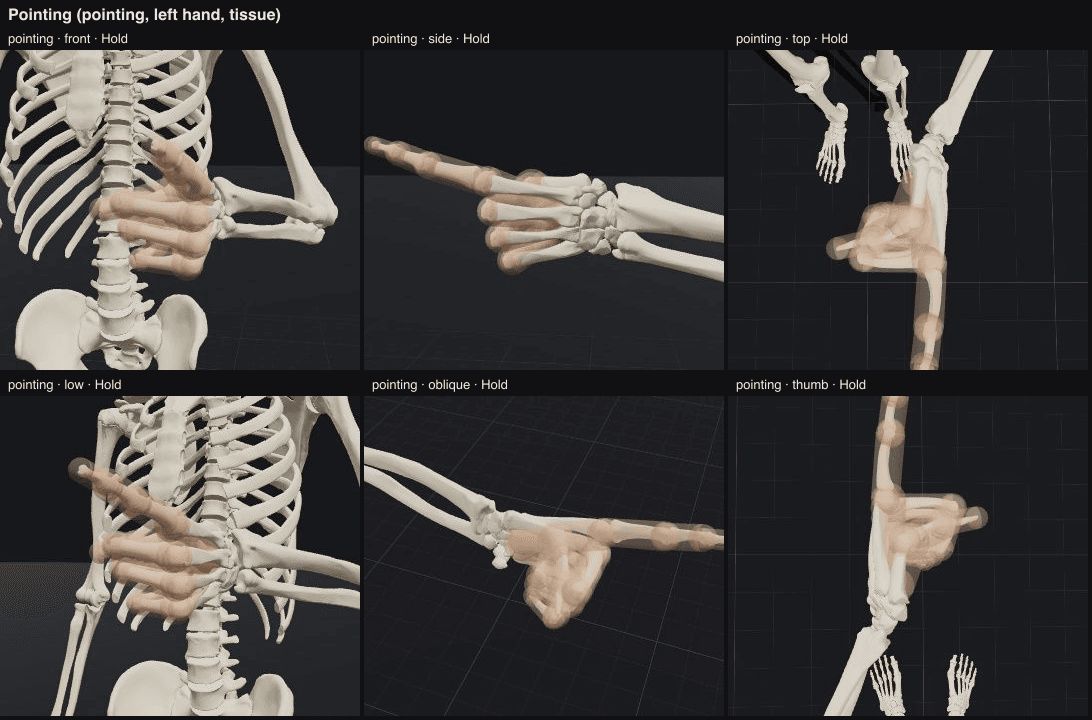 Pointing (pointing, left hand, tissue)
pointing · front · Hold
pointing · side · Hold
pointing · top · Hold
pointing · low · Hold
pointing · oblique · Hold
pointing · thumb · Hold